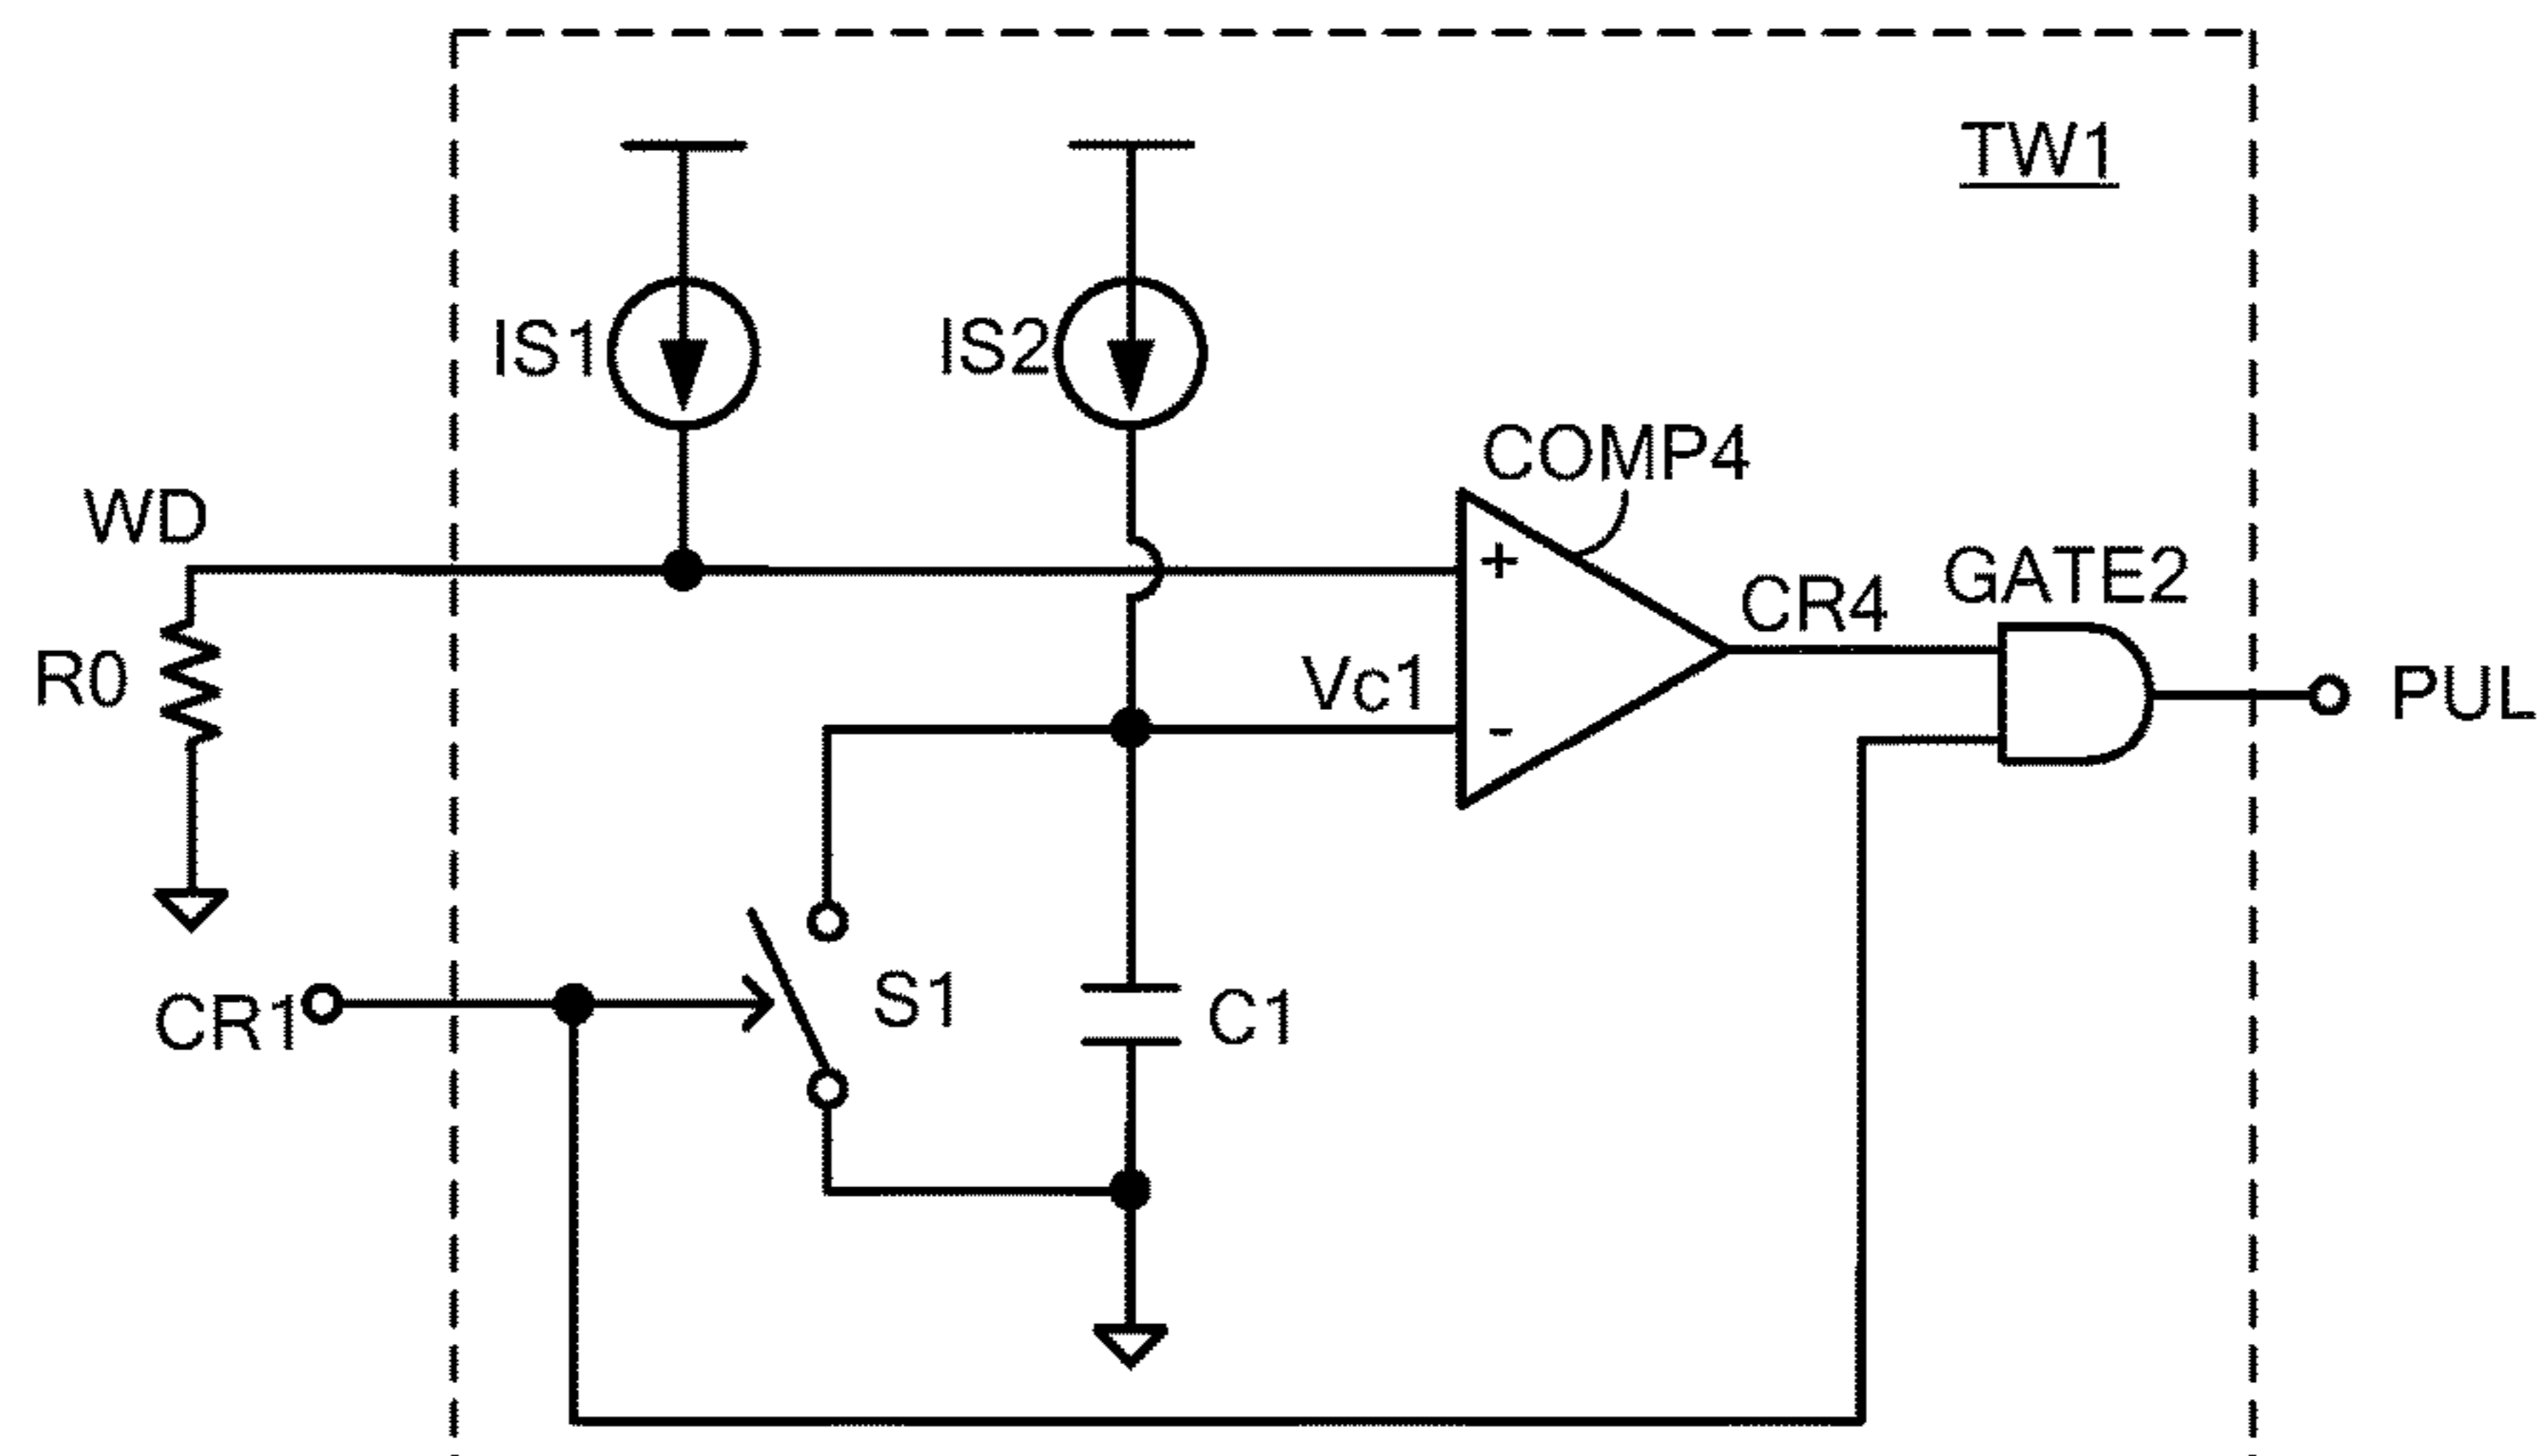 TW1
IS1
IS2
COMP4
WD
+
CR4
GATE2
R0
Vc1
-
PUL
CR1
S1
C1